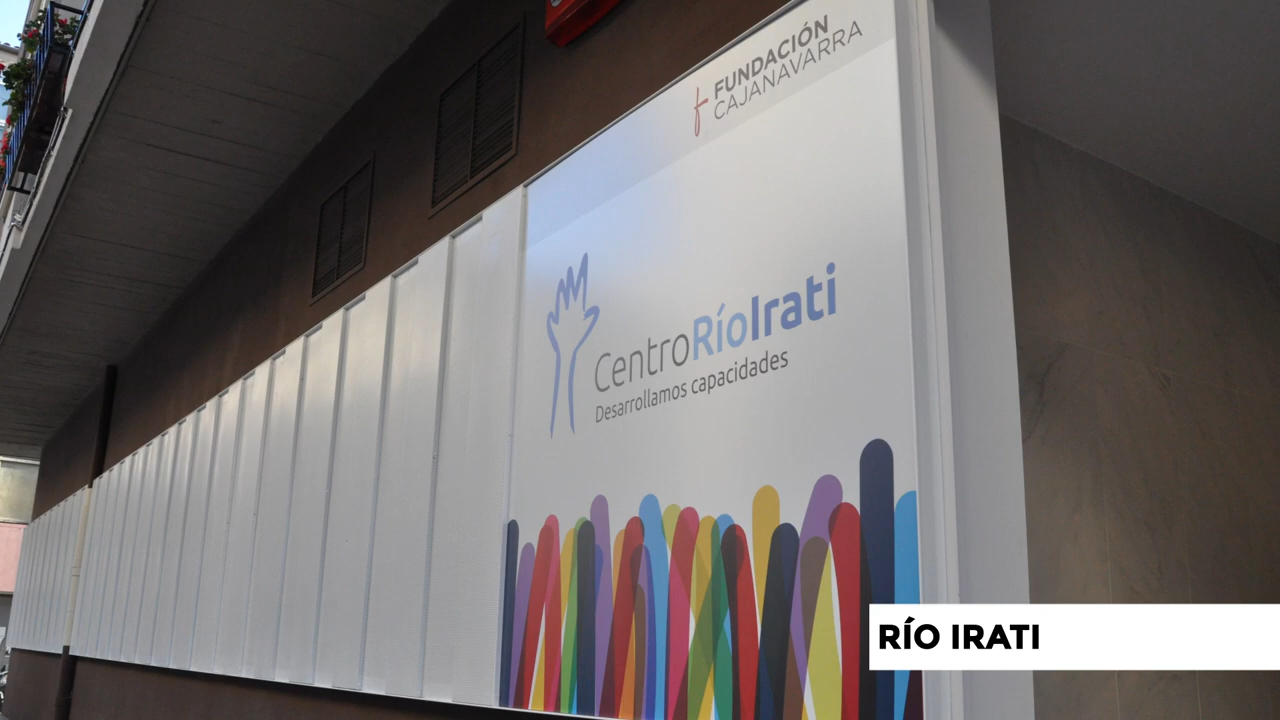 FUNDACIÓN
CAJANAVARRA
CentroRíoIrati
Desarrollamos capacidades
RÍO IRATI